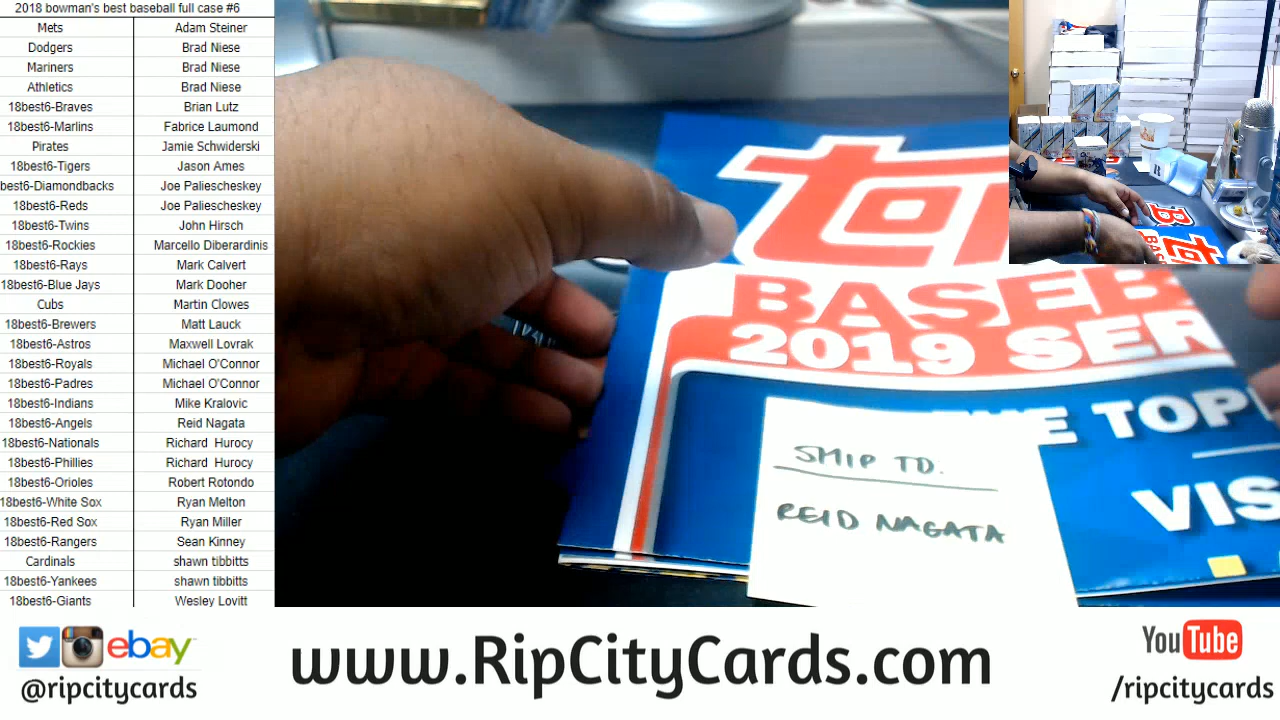 2018 bowman's best baseball full case #6
Mets Adam Steiner
Dodgers Brad Niese
Mariners Brad Niese
Athletics Brad Niese
18best6-Braves Brian Lutz
18best6-Marlins Fabrice Laumond
Pirates Jamie Schwiderski
18best6-Tigers Jason Ames
best6-Diamondbacks Joe Paliescheskey
18best6-Reds Joe Paliescheskey
18best6-Twins John Hirsch
18best6-Rockies Marcello Diberardinis
18best6-Rays Mark Calvert
18best6-Blue Jays Mark Dooher
Cubs Martin Clowes
18best6-Brewers Matt Lauck
18best6-Astros Maxwell Lovrak
18best6-Royals Michael O'Connor
18best6-Padres Michael O'Connor
18best6-Indians Mike Kralovic
18best6-Angels Reid Nagata
18best6-Nationals Richard Hurocy
18best6-Phillies Richard Hurocy
18best6-Orioles Robert Rotondo
18best6-White Sox Ryan Melton
18best6-Red Sox Ryan Miller
18best6-Rangers Sean Kinney
Cardinals shawn tibbitts
18best6-Yankees shawn tibbitts
18best6-Giants Wesley Lovitt
BASEB
2019 SER
THE TOP
VIS
SHIP TO.
REID NAGATA
ebay
@ripcitycards
www.RipCityCards.com
YouTube
/ripcitycards